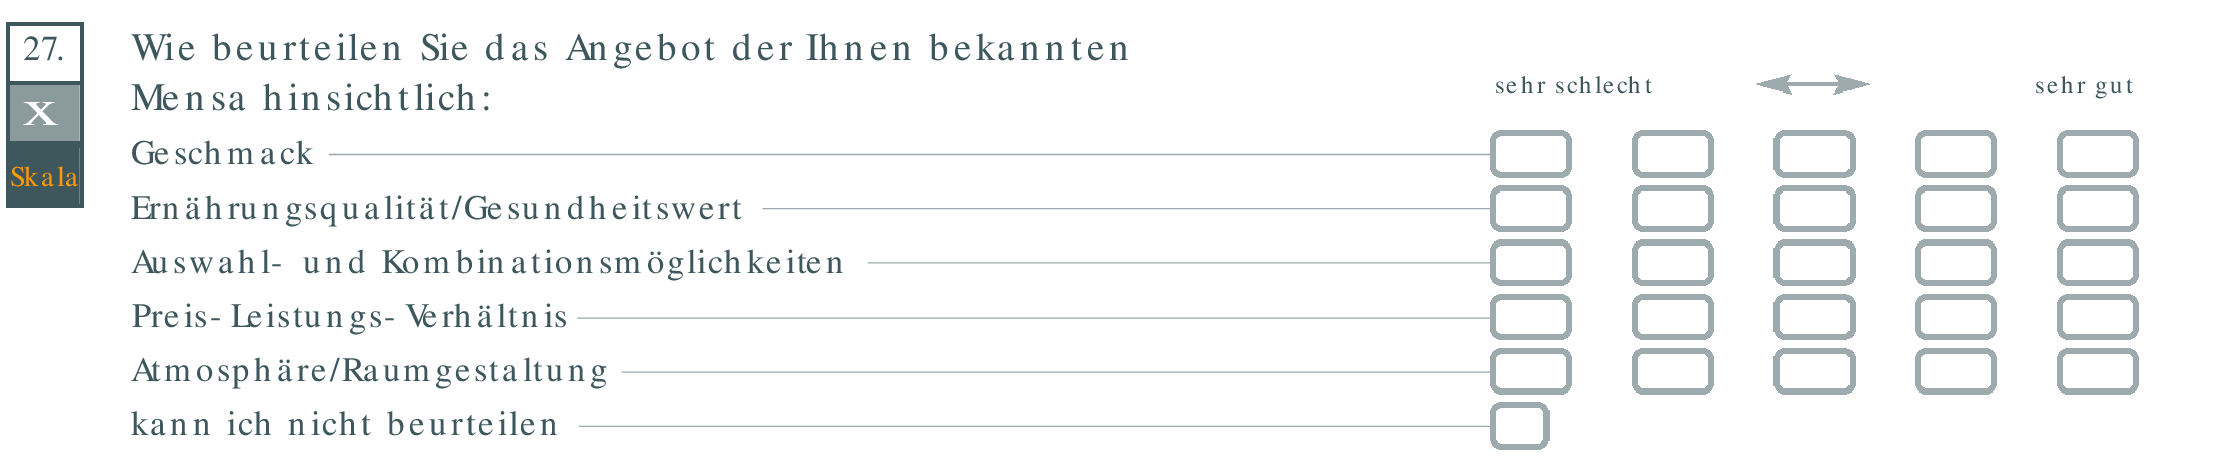 27.
X
Skala
Wie beurteilen Sie das Angebot der Ihnen bekannten
Mensa hinsichtlich:
sehr schlecht sehr gut
Geschmack
Ernährungsqualität/Gesundheitswert
Auswahl- und Kombinationsmöglichkeiten
Preis-Leistungs-Verhältnis
Atmosphäre/Raumgestaltung
kann ich nicht beurteilen